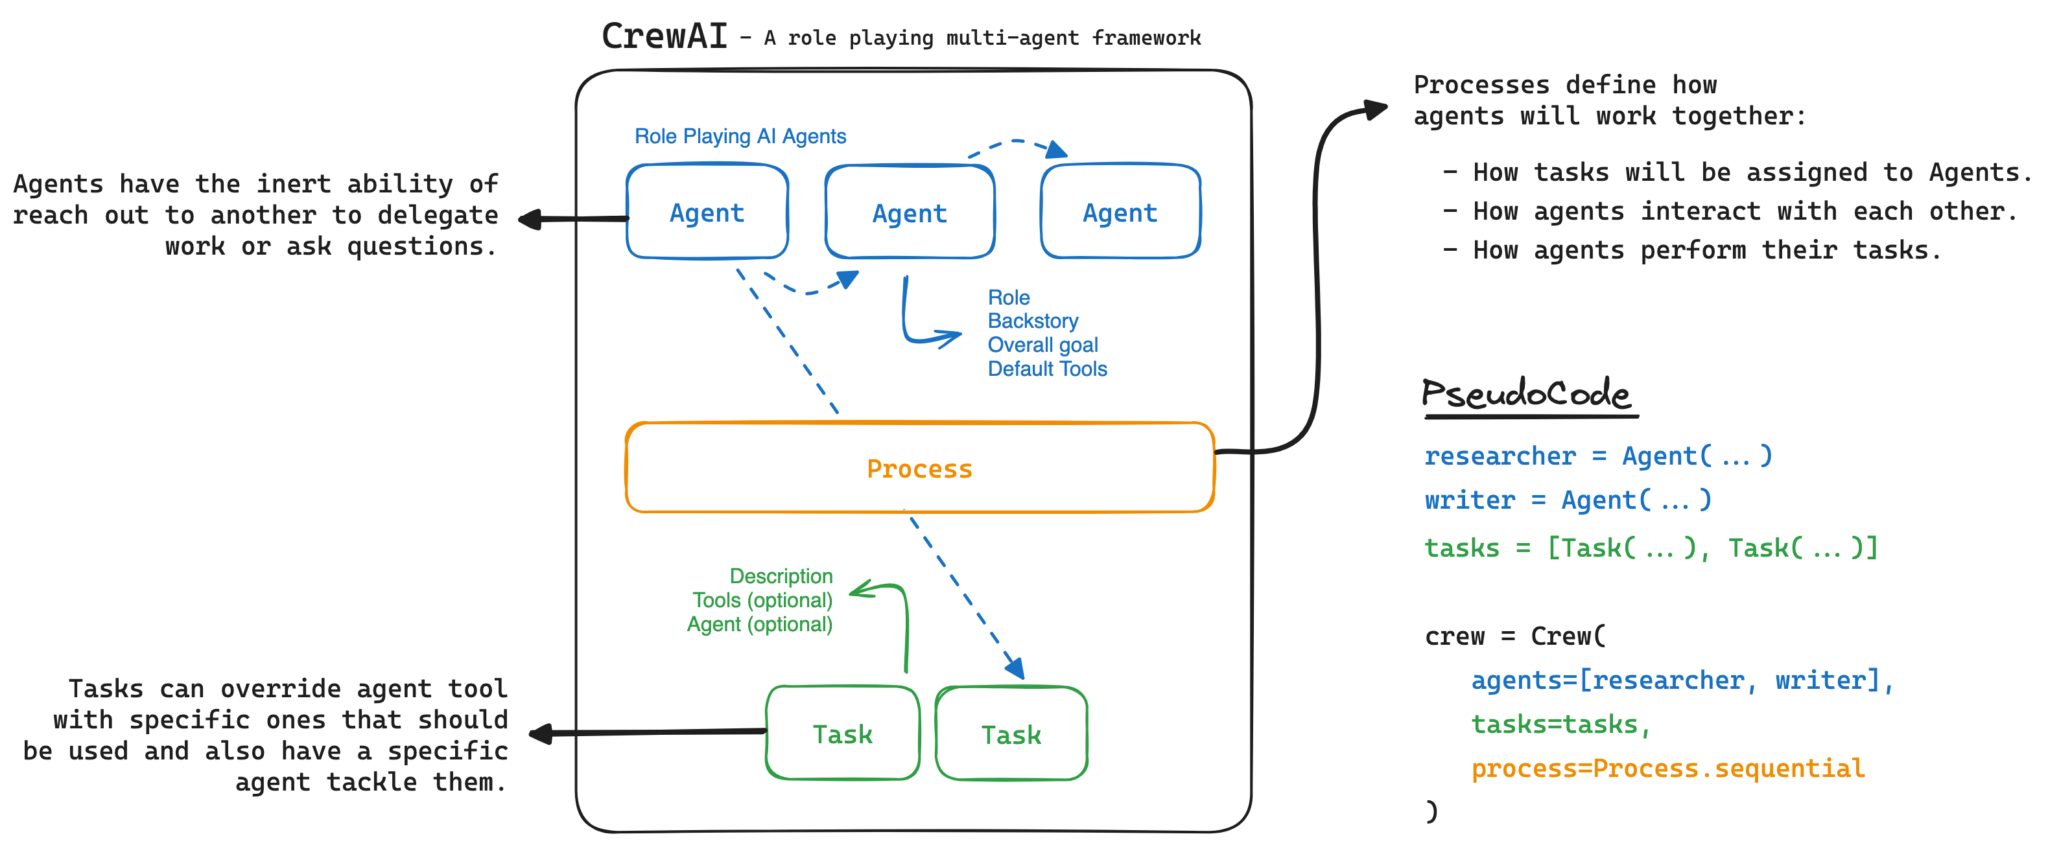 CrewAI - A role playing multi-agent framework
Role Playing AI Agents
Agent
Agent
Agent
Agents have the inert ability of
reach out to another to delegate
work or ask questions.
Role
Backstory
Overall goal
Default Tools
Process
Description
Tools (optional)
Agent (optional)
Task
Task
Tasks can override agent tool
with specific ones that should
be used and also have a specific
agent tackle them.
Processes define how
agents will work together:
- How tasks will be assigned to Agents.
- How agents interact with each other.
- How agents perform their tasks.
PseudoCode
researcher = Agent(...)
writer = Agent(...)
tasks = [Task(...), Task(...)]
crew = Crew(
agents=[researcher, writer],
tasks=tasks,
process=Process.sequential
)